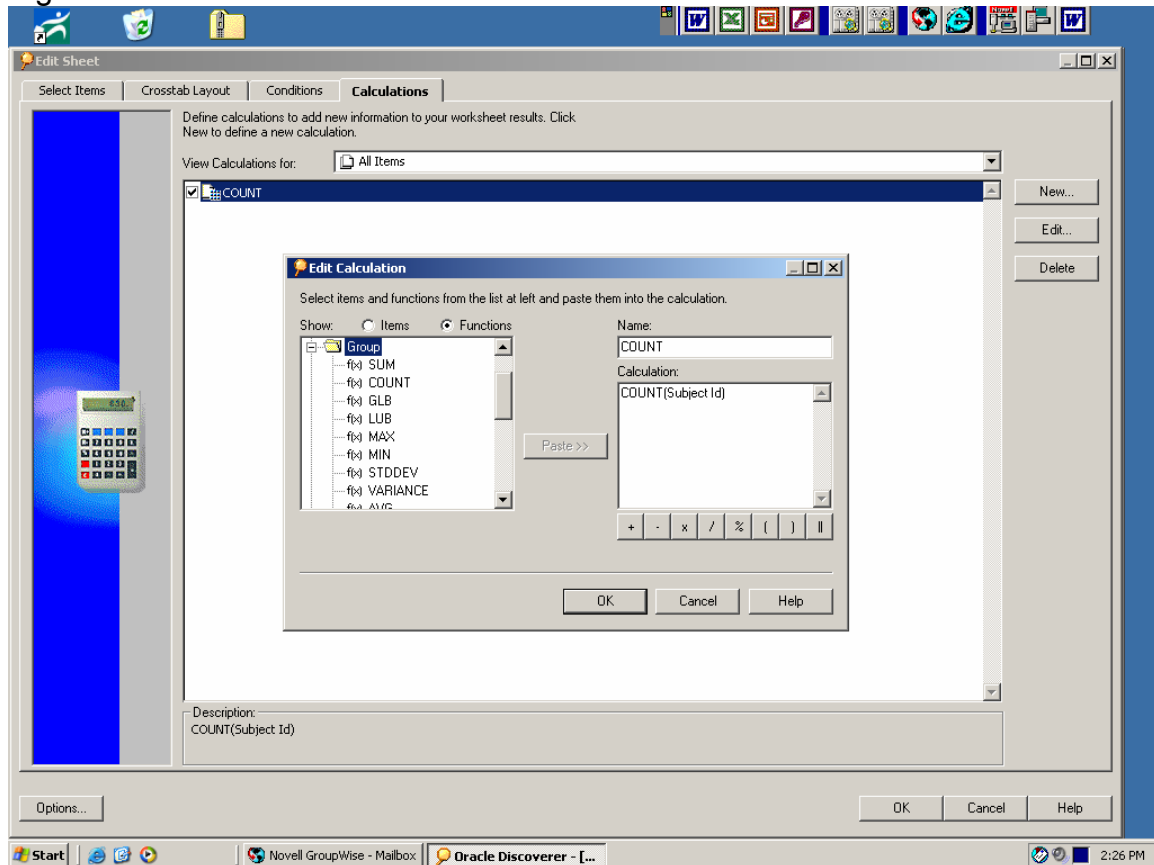 Edit Sheet
Select Items Crosstab Layout Conditions Calculations
Define calculations to add new information to your worksheet results. Click
New to define a new calculation.
View Calculations for: All Items
COUNT
New...
Edit...
Delete
Edit Calculation
Select items and functions from the list at left and paste them into the calculation.
Show: Items Functions
Group
f(x) SUM
f(x) COUNT
f(x) GLB
f(x) LUB
f(x) MAX
f(x) MIN
f(x) STDDEV
f(x) VARIANCE
f(x) AVG
Paste >>
Name:
COUNT
Calculation:
COUNT(Subject Id)
+ - x / % ( ) ||
OK Cancel Help
Description:
COUNT(Subject Id)
Options... OK Cancel Help
Start Novell GroupWise - Mailbox Oracle Discoverer - [... 2:26 PM